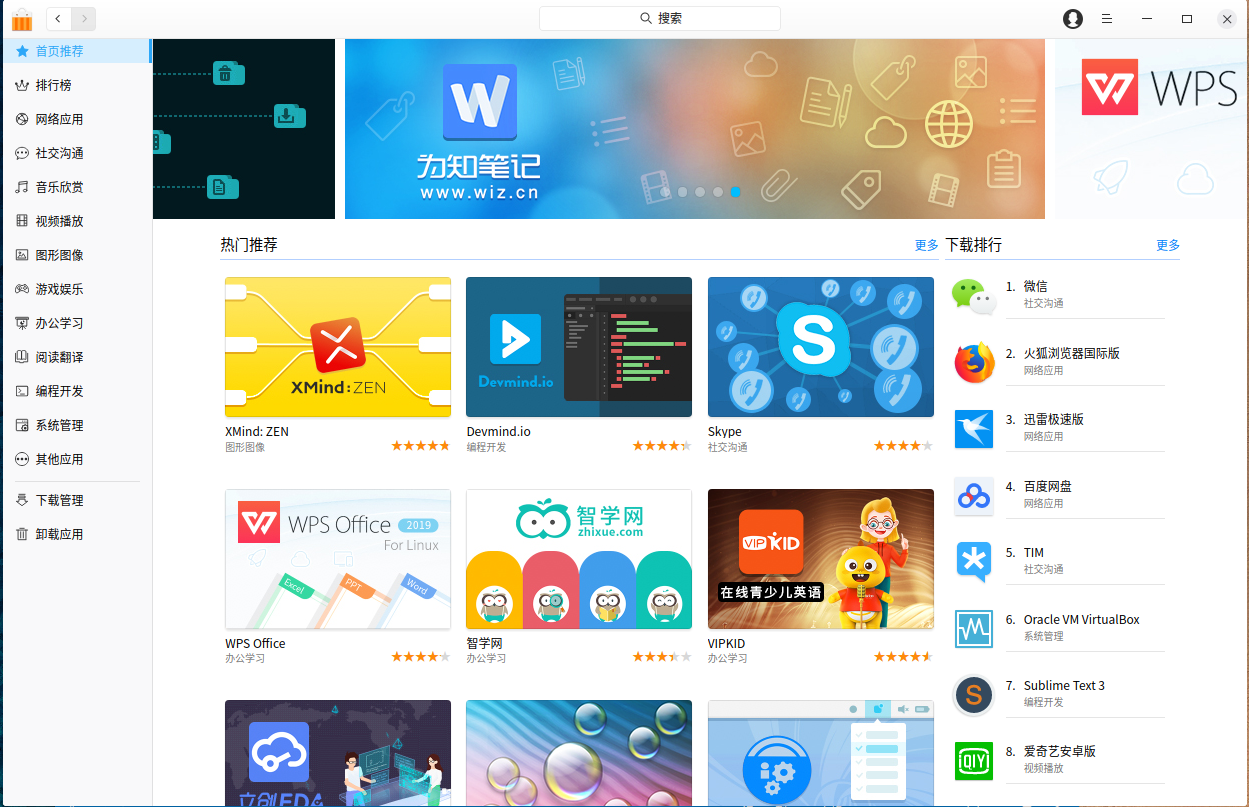 搜索
首页推荐
排行榜
网络应用
社交沟通
音乐欣赏
视频播放
图形图像
游戏娱乐
办公学习
阅读翻译
编程开发
系统管理
其他应用
下载管理
卸载应用
W
为知笔记
www.wiz.cn
WPS
热门推荐
更多
XMind:ZEN
XMind: ZEN
图形图像
Devmind.io
Devmind.io
编程开发
S
Skype
社交沟通
WPS Office 2019
For Linux
Excel
PPT
Word
WPS Office
办公学习
智学网
zhixue.com
智学网
办公学习
VIPKID
在线青少儿英语
VIPKID
办公学习
立创EDA
下载排行
更多
1. 微信
社交沟通
2. 火狐浏览器国际版
网络应用
3. 迅雷极速版
网络应用
4. 百度网盘
网络应用
5. TIM
社交沟通
6. Oracle VM VirtualBox
系统管理
S
7. Sublime Text 3
编程开发
iQIY
8. 爱奇艺安卓版
视频播放